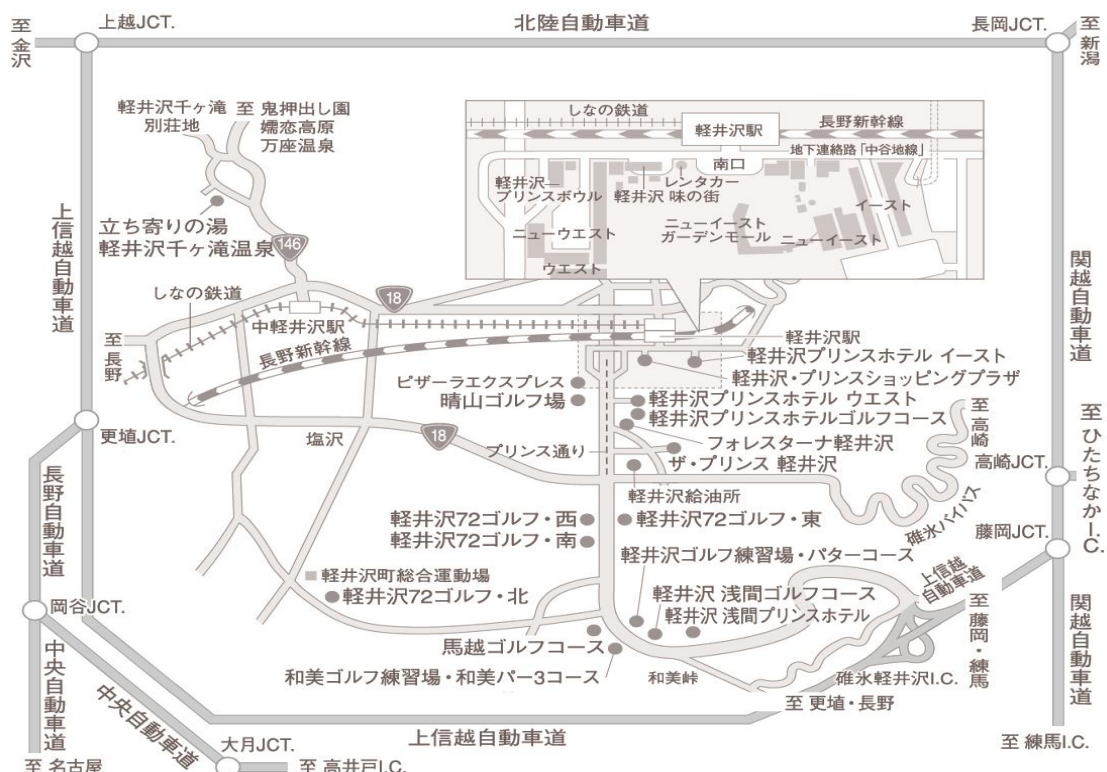 至金沢
上越JCT.
北陸自動車道
長岡JCT.
至新潟
軽井沢千ヶ滝
別荘地
至 鬼押出し園
嬬恋高原
万座温泉
しなの鉄道
軽井沢駅
長野新幹線
地下連絡路「中谷地線」
南口
軽井沢
プリンスボウル
軽井沢 味の街
レンタカー
イースト
ニューウエスト
ニューイースト
ガーデンモール
ニューイースト
ウエスト
立ち寄りの湯
軽井沢千ヶ滝温泉
146
上信越自動車道
関越自動車道
しなの鉄道
18
中軽井沢駅
長野新幹線
至長野
軽井沢駅
軽井沢プリンスホテル イースト
軽井沢・プリンスショッピングプラザ
ピザーラエクスプレス
晴山ゴルフ場
軽井沢プリンスホテル ウエスト
軽井沢プリンスホテルゴルフコース
フォレスターナ軽井沢
ザ・プリンス 軽井沢
プリンス通り
至高崎
至ひたちなかI.C.
更埴JCT.
塩沢
18
高崎JCT.
軽井沢給油所
碓氷バイパス
長野自動車道
軽井沢72ゴルフ・西
軽井沢72ゴルフ・東
軽井沢72ゴルフ・南
藤岡JCT.
軽井沢ゴルフ練習場・パターコース
上信越
自動車道
軽井沢町総合運動場
軽井沢72ゴルフ・北
軽井沢 浅間ゴルフコース
軽井沢 浅間プリンスホテル
至藤岡・練馬
関越自動車道
岡谷JCT.
馬越ゴルフコース
和美ゴルフ練習場・和美パー3コース
和美峠
碓氷軽井沢I.C.
至 更埴・長野
中央自動車道
中央自動車道
上信越自動車道
大月JCT.
至 練馬I.C.
至 名古屋
至 高井戸I.C.